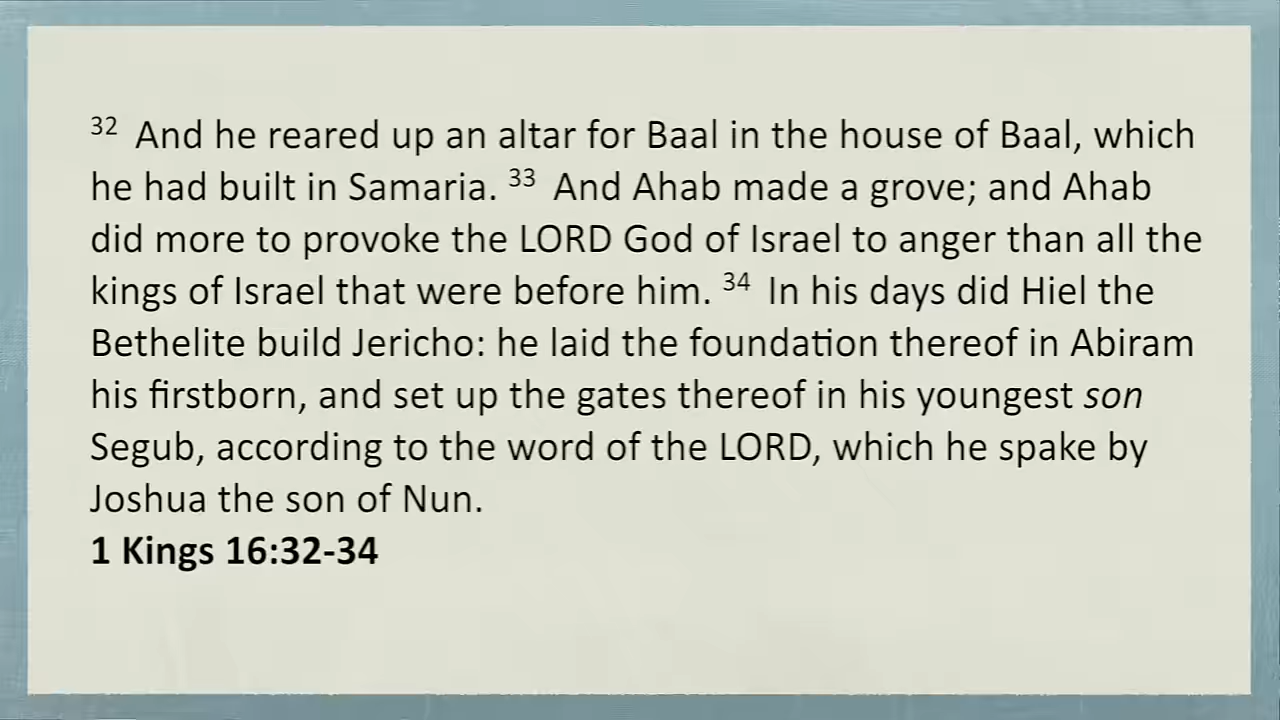 32 And he reared up an altar for Baal in the house of Baal, which
he had built in Samaria. 33 And Ahab made a grove; and Ahab
did more to provoke the LORD God of Israel to anger than all the
kings of Israel that were before him. 34 In his days did Hiel the
Bethelite build Jericho: he laid the foundation thereof in Abiram
his firstborn, and set up the gates thereof in his youngest son
Segub, according to the word of the LORD, which he spake by
Joshua the son of Nun.
1 Kings 16:32-34